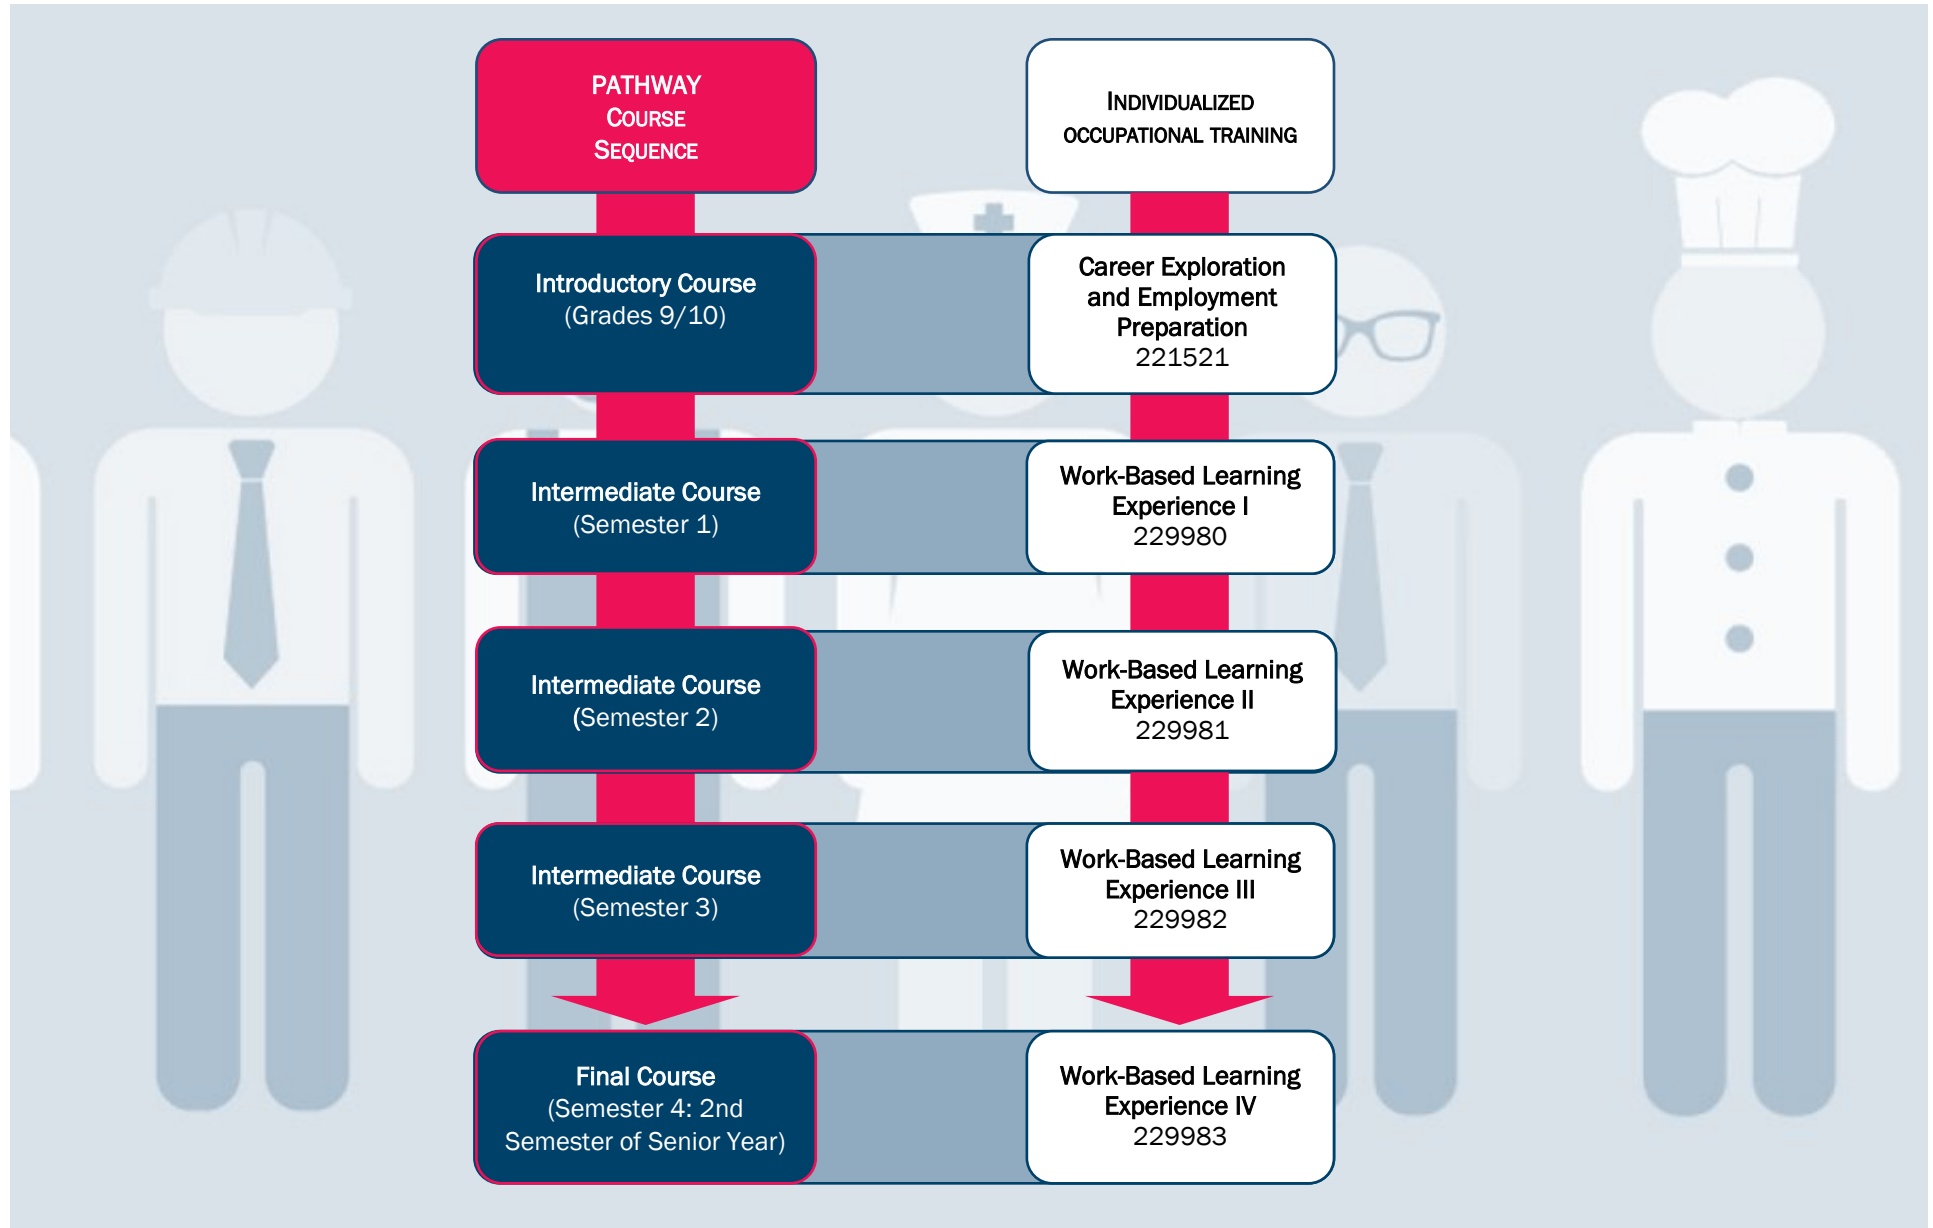 PATHWAY
COURSE
SEQUENCE
INDIVIDUALIZED
OCCUPATIONAL TRAINING
Introductory Course
(Grades 9/10)
Career Exploration
and Employment
Preparation
221521
Intermediate Course
(Semester 1)
Work-Based Learning
Experience I
229980
Intermediate Course
(Semester 2)
Work-Based Learning
Experience II
229981
Intermediate Course
(Semester 3)
Work-Based Learning
Experience III
229982
Final Course
(Semester 4: 2nd
Semester of Senior Year)
Work-Based Learning
Experience IV
229983